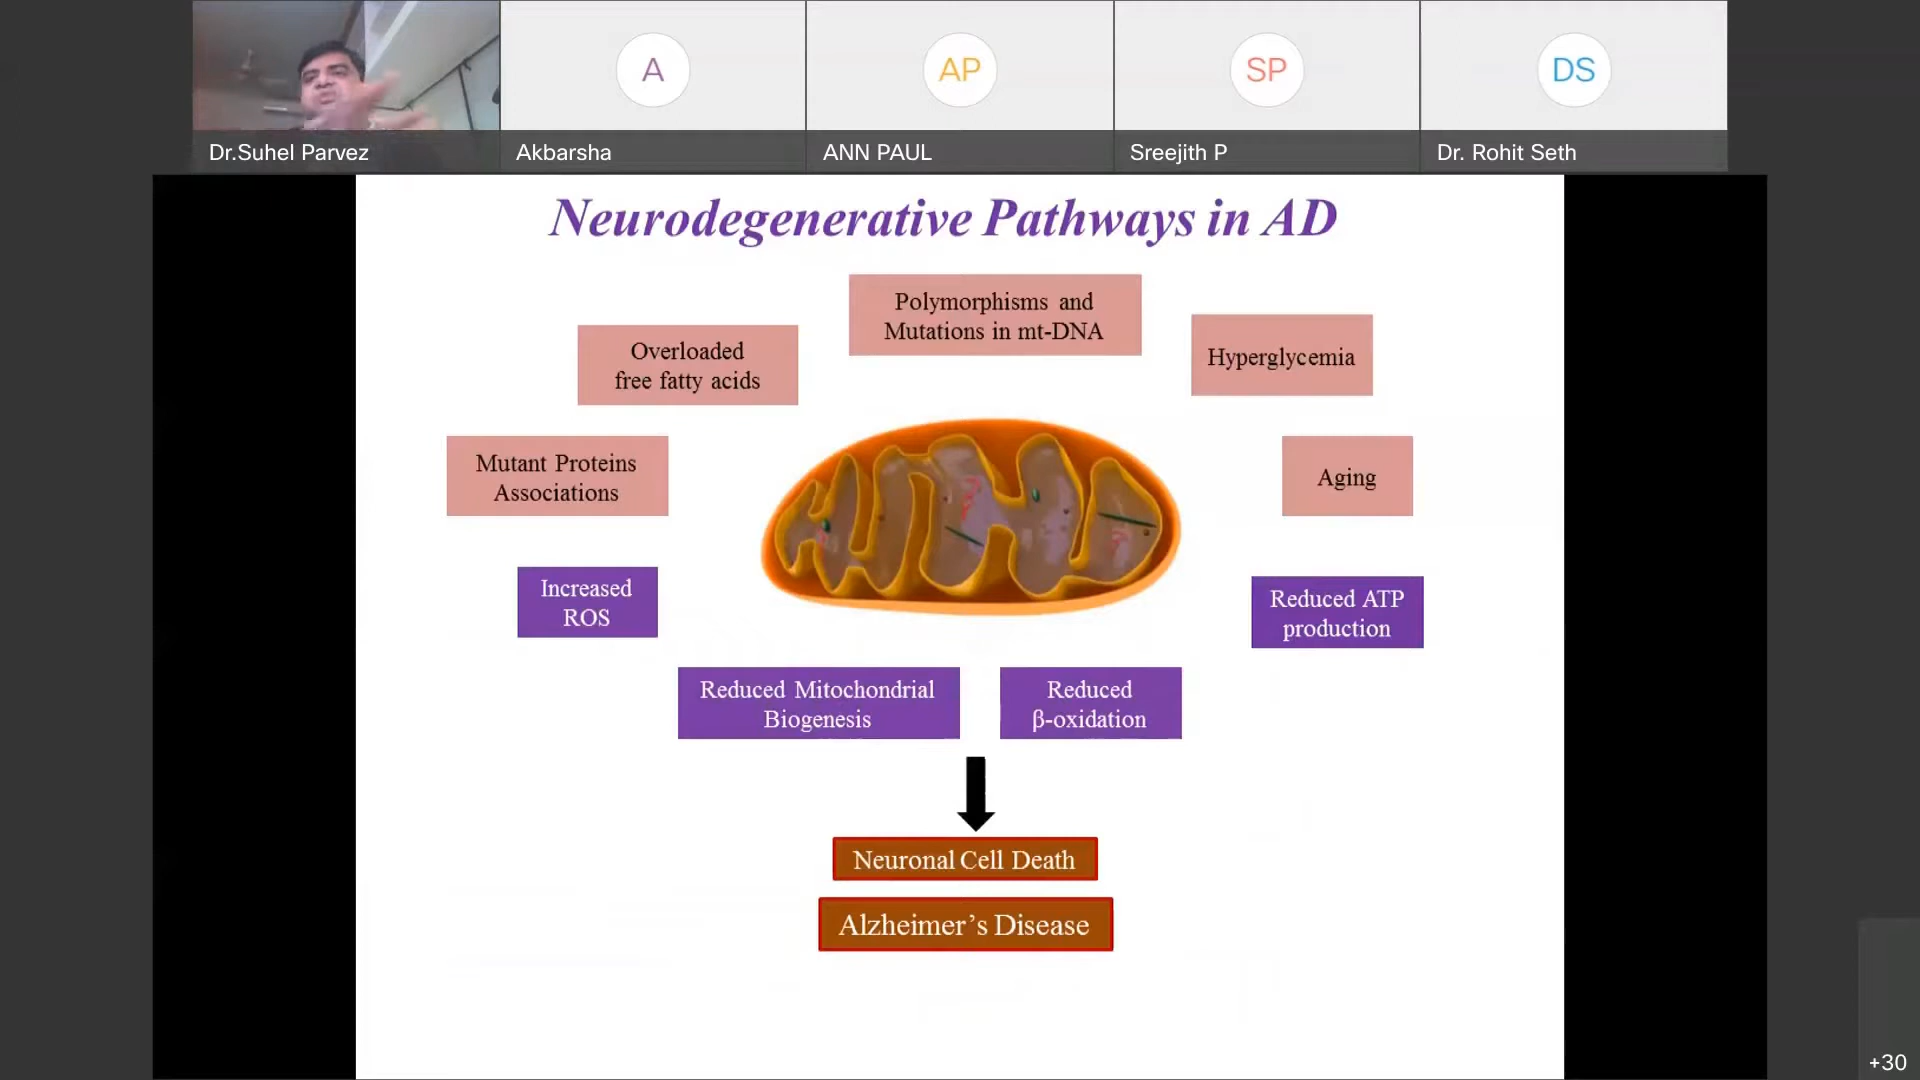 A
AP
SP
DS
Dr.Suhel Parvez
Akbarsha
ANN PAUL
Sreejith P
Dr. Rohit Seth
Neurodegenerative Pathways in AD
Polymorphisms and
Mutations in mt-DNA
Overloaded
free fatty acids
Hyperglycemia
Mutant Proteins
Associations
Aging
Increased
ROS
Reduced ATP
production
Reduced Mitochondrial
Biogenesis
Reduced
β-oxidation
Neuronal Cell Death
Alzheimer’s Disease
+30